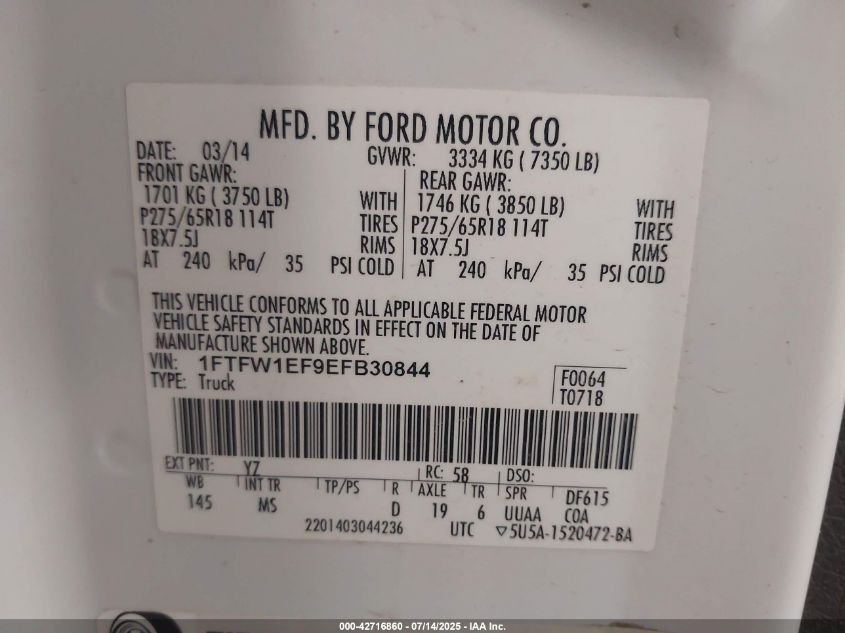 MFD. BY FORD MOTOR CO.
DATE: 03/14 GVWR: 3334 KG ( 7350 LB)
FRONT GAWR: REAR GAWR:
1701 KG ( 3750 LB) WITH 1746 KG ( 3850 LB) WITH
P275/65R18 114T TIRES P275/65R18 114T TIRES
18X7.5J RIMS 18X7.5J RIMS
AT 240 kPa/ 35 PSI COLD AT 240 kPa/ 35 PSI COLD
THIS VEHICLE CONFORMS TO ALL APPLICABLE FEDERAL MOTOR
VEHICLE SAFETY STANDARDS IN EFFECT ON THE DATE OF
MANUFACTURE SHOWN ABOVE.
VIN: 1FTFW1EF9EFB30844
TYPE: Truck
F0064
T0718
EXT PNT: YZ RC: 58 DSO:
WB INT TR TP/PS R AXLE TR SPR DF615
145 MS D 19 6 UUAA COA
2201403044236 UTC ▽5U5A-1520472-BA
000-42716860 - 07/14/2025 - IAA Inc.